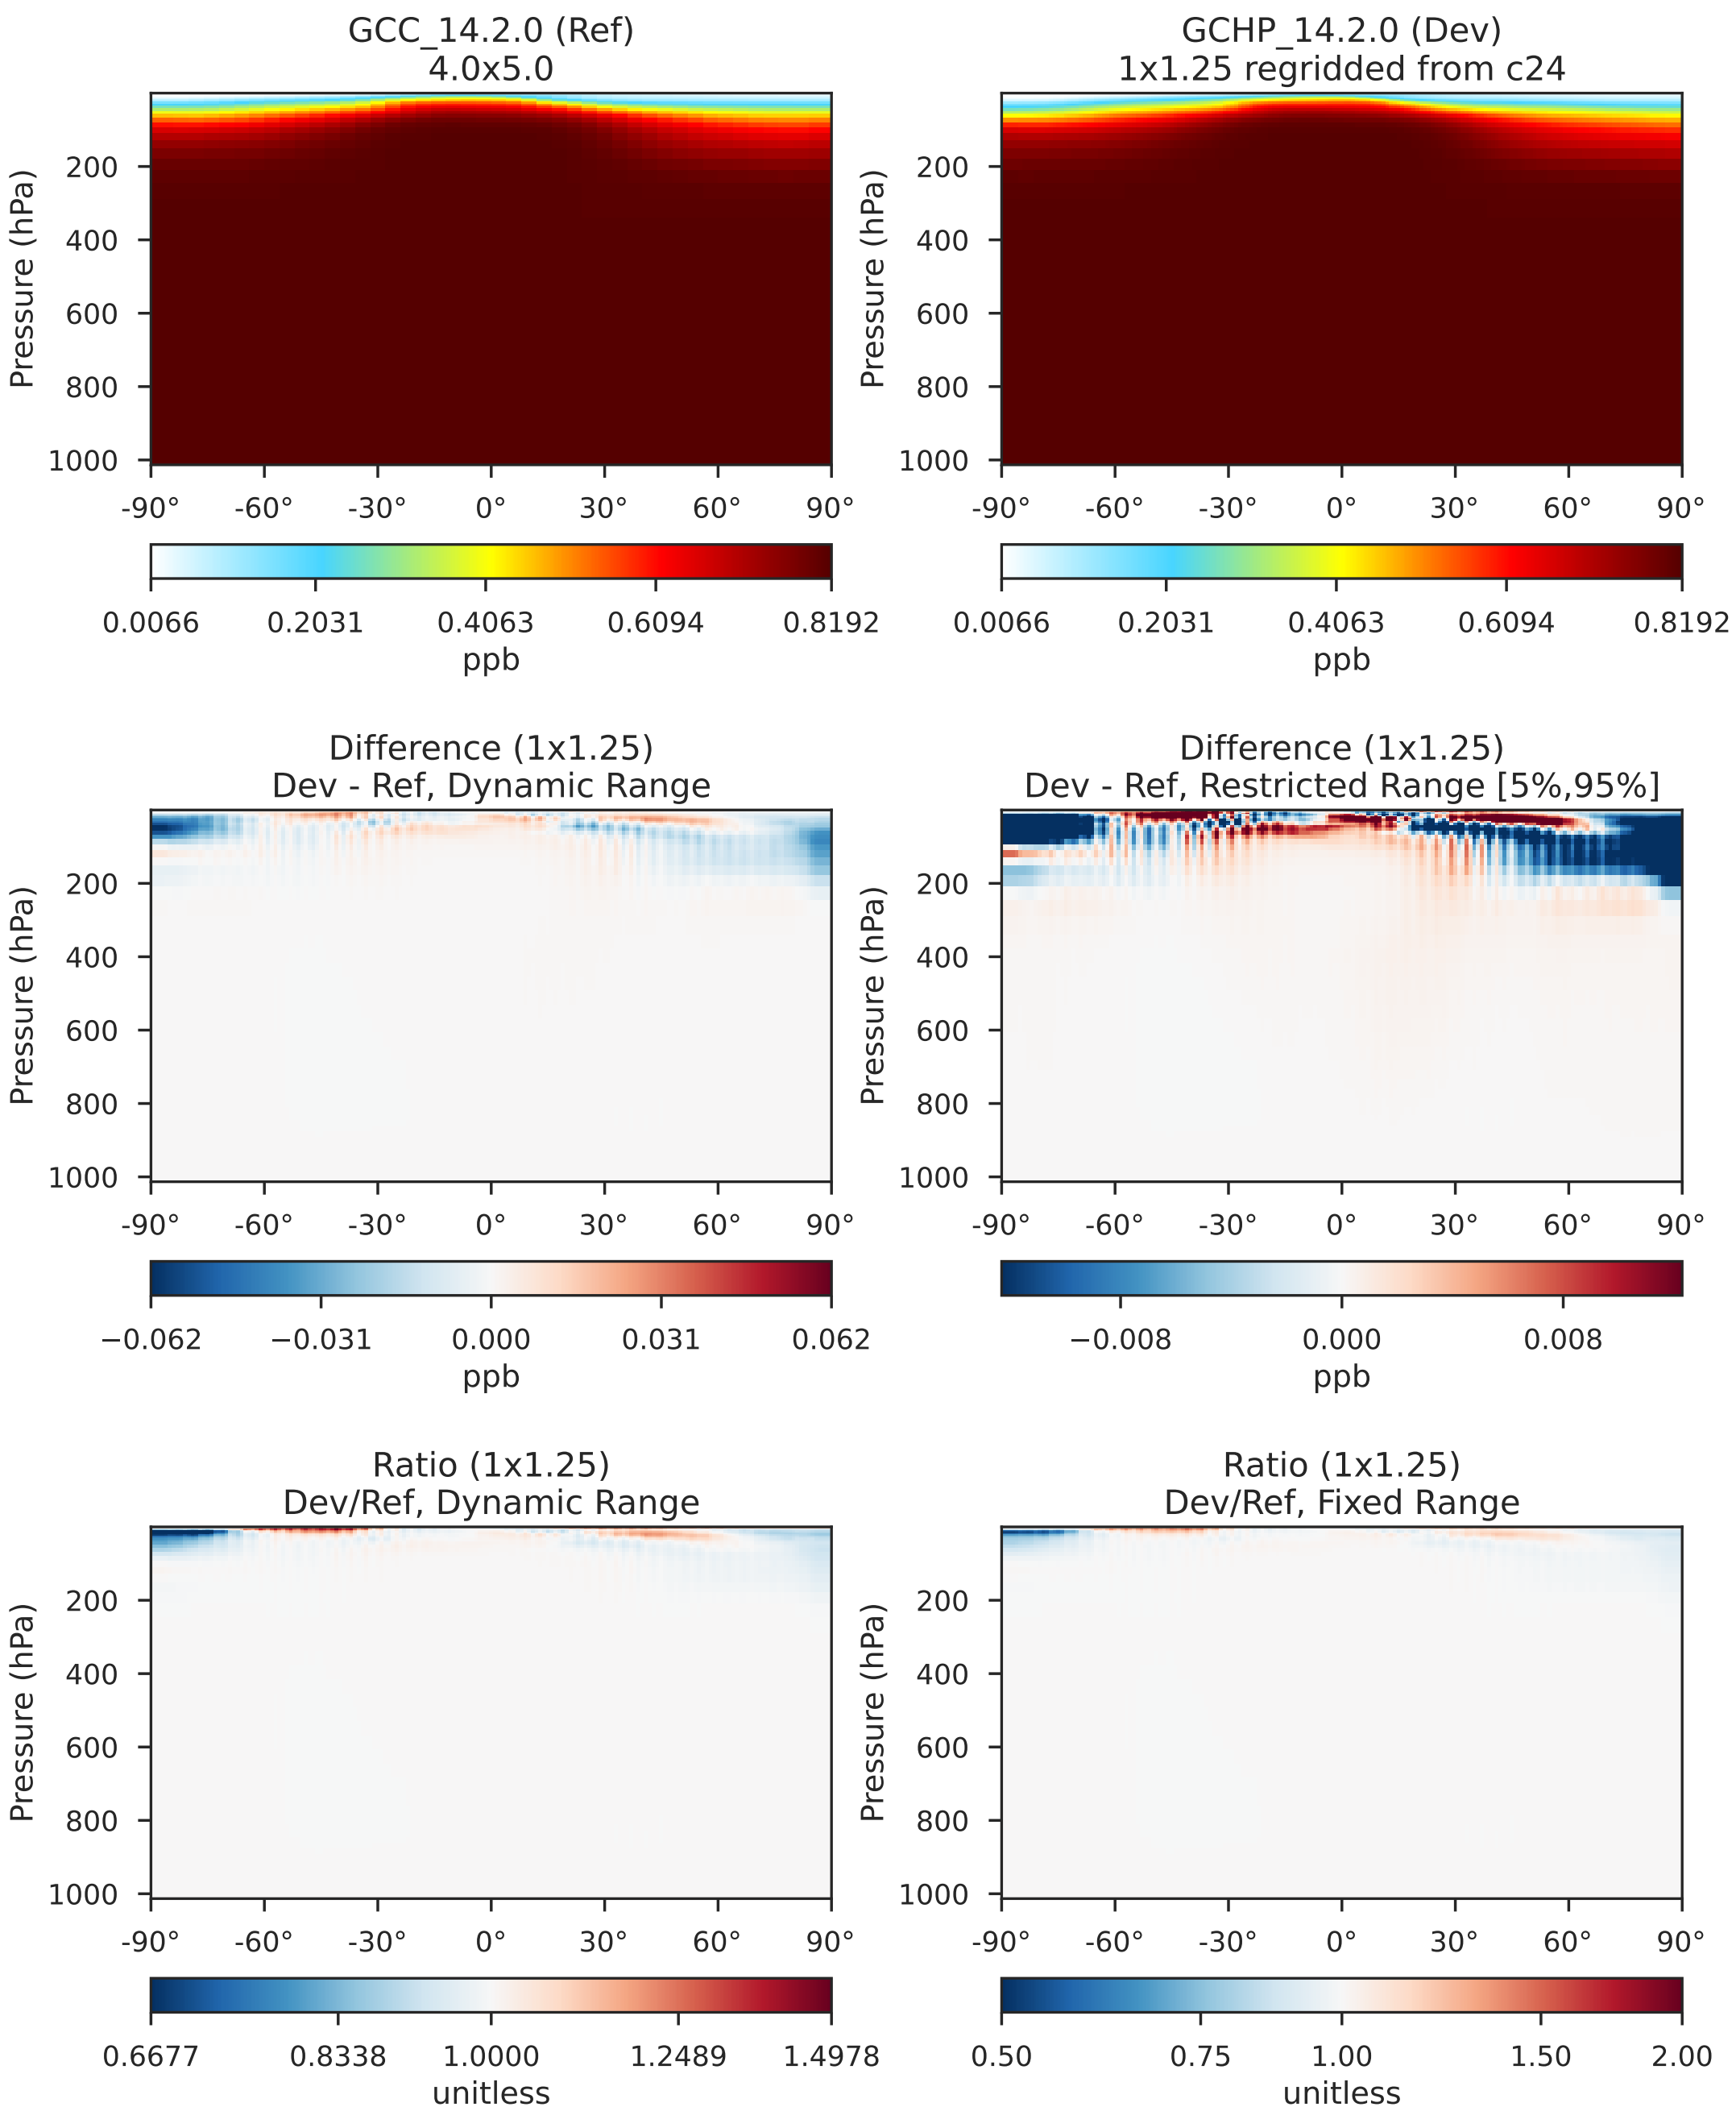 GCC_14.2.0 (Ref)
4.0x5.0
Pressure (hPa)
200
400
600
800
1000
-90° -60° -30° 0° 30° 60° 90°
0.0066 0.2031 0.4063 0.6094 0.8192
ppb
GCHP_14.2.0 (Dev)
1x1.25 regridded from c24
Pressure (hPa)
200
400
600
800
1000
-90° -60° -30° 0° 30° 60° 90°
0.0066 0.2031 0.4063 0.6094 0.8192
ppb
Difference (1x1.25)
Dev - Ref, Dynamic Range
Pressure (hPa)
200
400
600
800
1000
-90° -60° -30° 0° 30° 60° 90°
−0.062 −0.031 0.000 0.031 0.062
ppb
Difference (1x1.25)
Dev - Ref, Restricted Range [5%,95%]
Pressure (hPa)
200
400
600
800
1000
-90° -60° -30° 0° 30° 60° 90°
−0.008 0.000 0.008
ppb
Ratio (1x1.25)
Dev/Ref, Dynamic Range
Pressure (hPa)
200
400
600
800
1000
-90° -60° -30° 0° 30° 60° 90°
0.6677 0.8338 1.0000 1.2489 1.4978
unitless
Ratio (1x1.25)
Dev/Ref, Fixed Range
Pressure (hPa)
200
400
600
800
1000
-90° -60° -30° 0° 30° 60° 90°
0.50 0.75 1.00 1.50 2.00
unitless